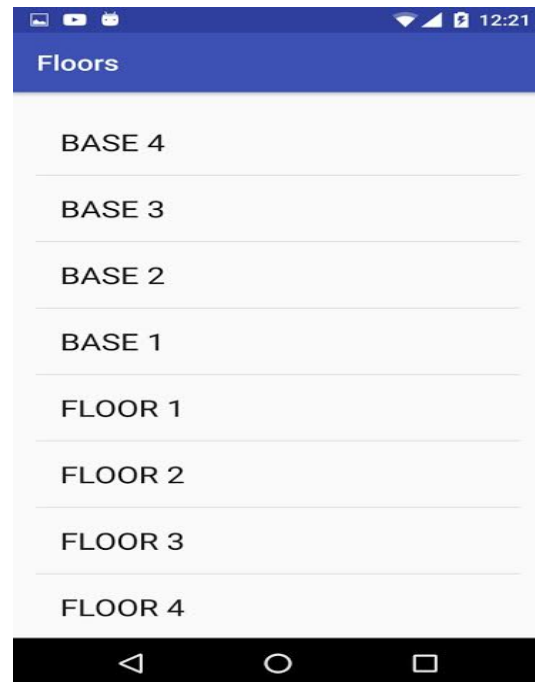 12:21
Floors
BASE 4
BASE 3
BASE 2
BASE 1
FLOOR 1
FLOOR 2
FLOOR 3
FLOOR 4